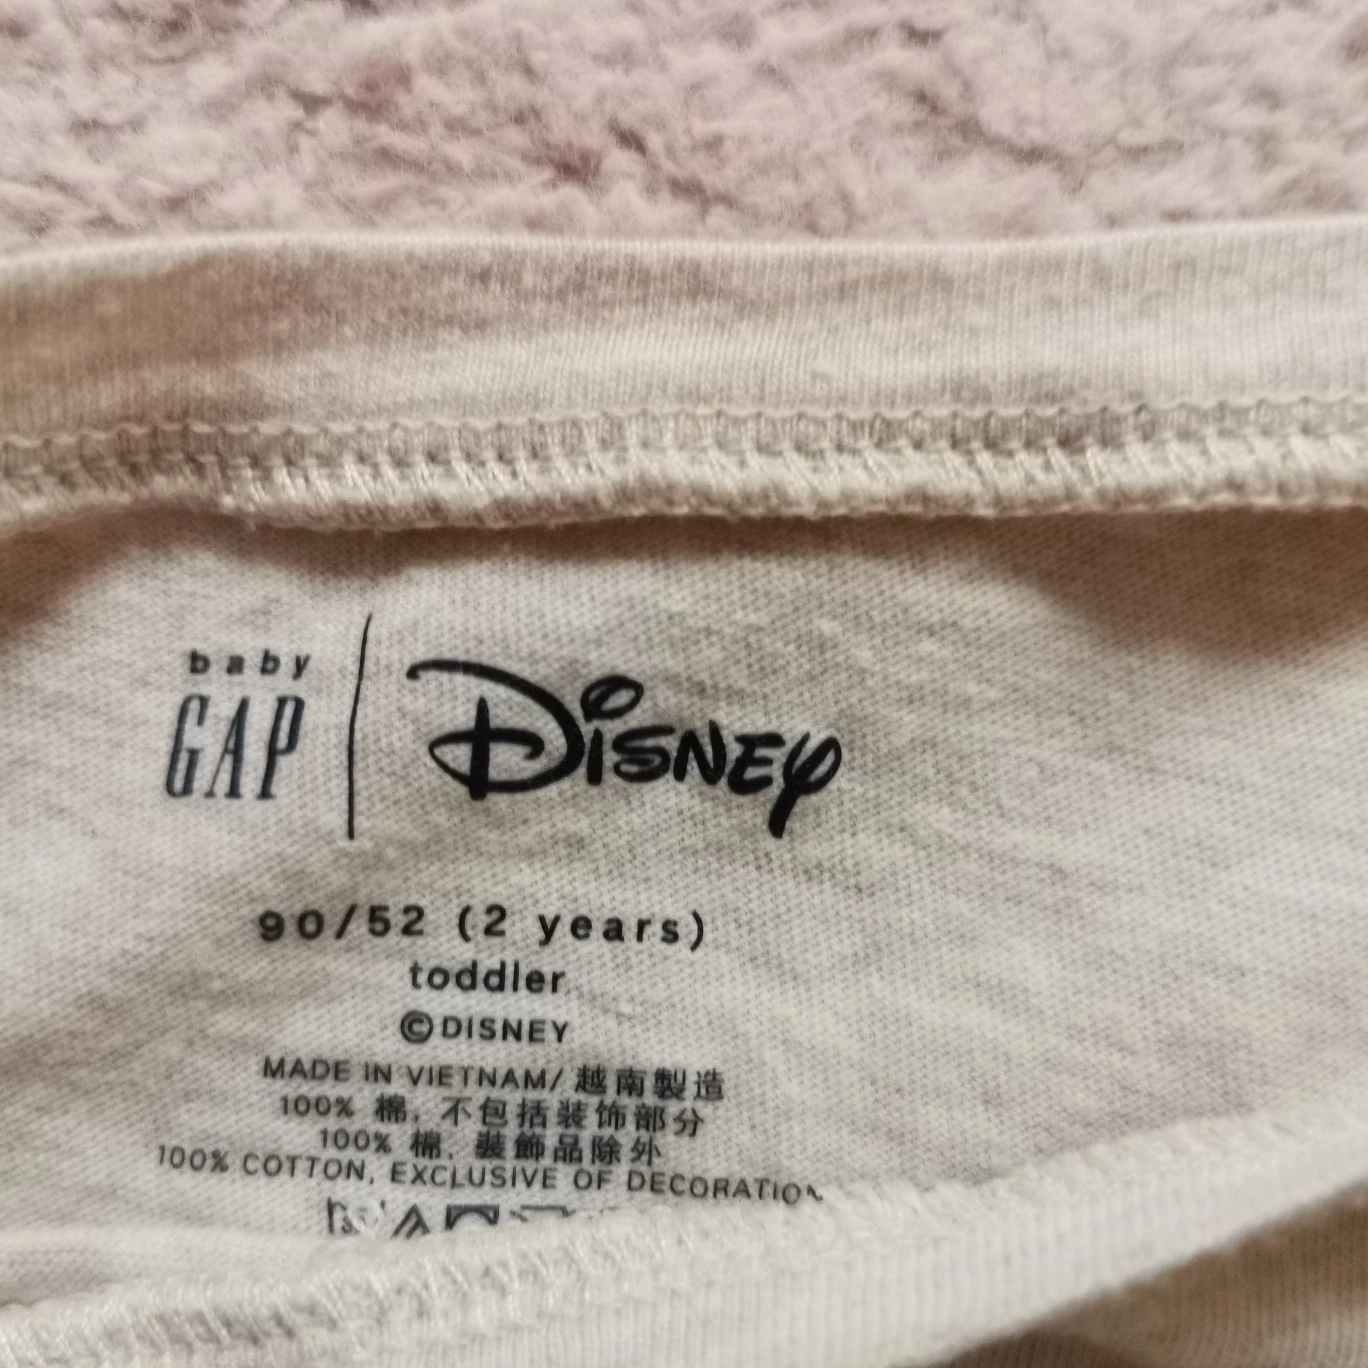 baby
GAP
DISNEY
90/52 (2 years)
toddler
©DISNEY
MADE IN VIETNAM/ 越南製造
100% 棉, 不包括装饰部分
100% 棉, 裝飾品除外
100% COTTON, EXCLUSIVE OF DECORATION